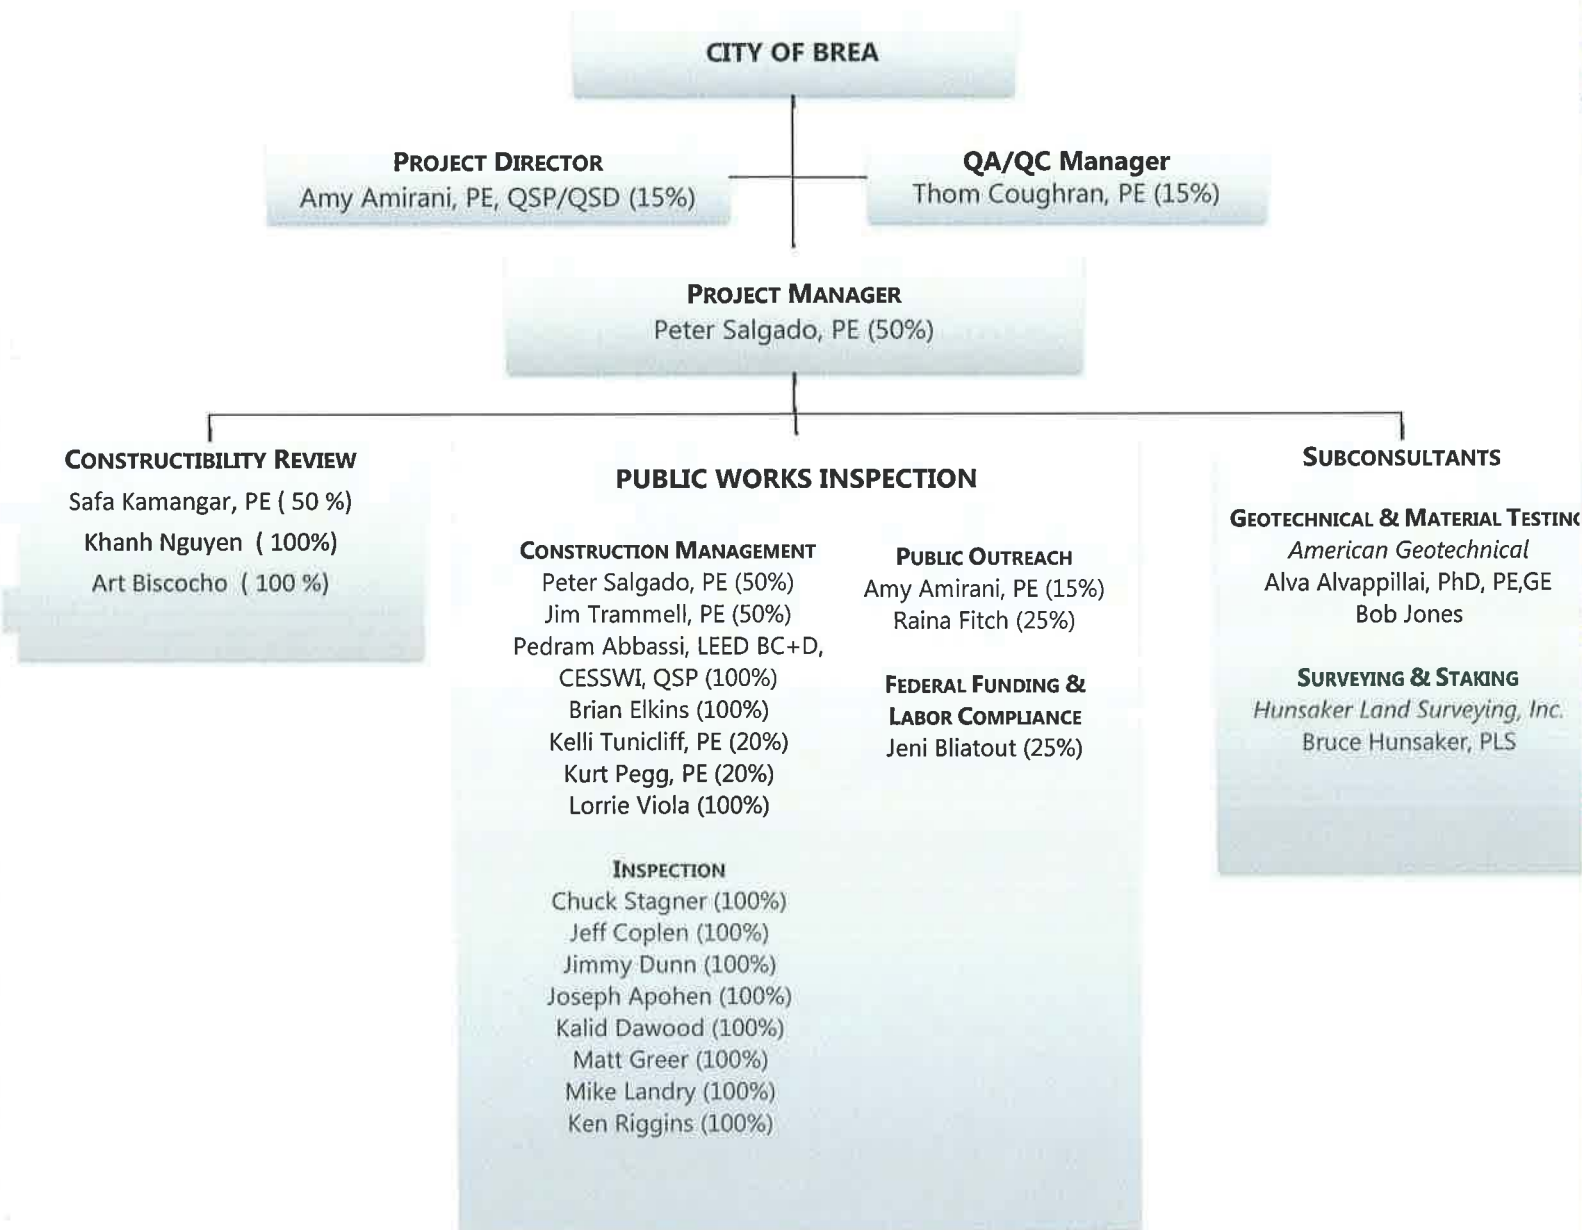 CITY OF BREA
PROJECT DIRECTOR
Amy Amirani, PE, QSP/QSD (15%)
QA/QC Manager
Thom Coughran, PE (15%)
PROJECT MANAGER
Peter Salgado, PE (50%)
CONSTRUCTIBILITY REVIEW
Safa Kamangar, PE ( 50 %)
Khanh Nguyen ( 100%)
Art Biscocho ( 100 %)
PUBLIC WORKS INSPECTION
CONSTRUCTION MANAGEMENT
Peter Salgado, PE (50%)
Jim Trammell, PE (50%)
Pedram Abbassi, LEED BC+D,
CESSWI, QSP (100%)
Brian Elkins (100%)
Kelli Tunicliff, PE (20%)
Kurt Pegg, PE (20%)
Lorrie Viola (100%)
INSPECTION
Chuck Stagner (100%)
Jeff Coplen (100%)
Jimmy Dunn (100%)
Joseph Apohen (100%)
Kalid Dawood (100%)
Matt Greer (100%)
Mike Landry (100%)
Ken Riggins (100%)
PUBLIC OUTREACH
Amy Amirani, PE (15%)
Raina Fitch (25%)
FEDERAL FUNDING &
LABOR COMPLIANCE
Jeni Bliatout (25%)
SUBCONSULTANTS
GEOTECHNICAL & MATERIAL TESTING
American Geotechnical
Alva Alvappillai, PhD, PE,GE
Bob Jones
SURVEYING & STAKING
Hunsaker Land Surveying, Inc.
Bruce Hunsaker, PLS